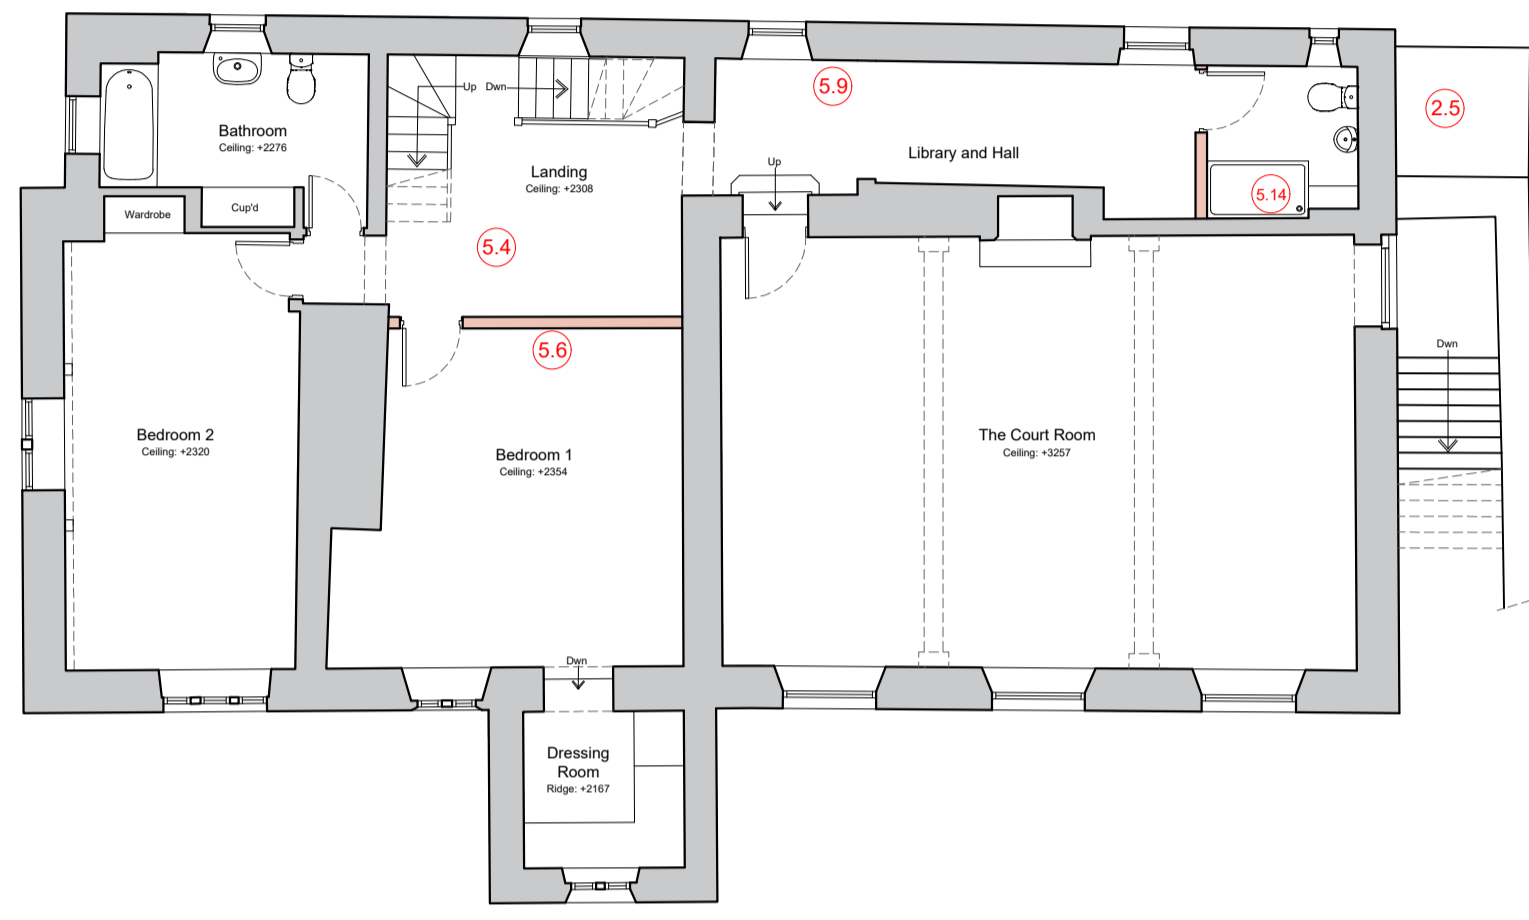 5.9
2.5
Up
Dwn
Bathroom
Ceiling: +2276
Library and Hall
Landing
Ceiling: +2308
Up
5.14
Wardrobe
Cup'd
5.4
5.6
Dwn
Bedroom 2
Ceiling: +2320
The Court Room
Ceiling: +3257
Bedroom 1
Ceiling: +2354
Dwn
Dressing
Room
Ridge: +2167